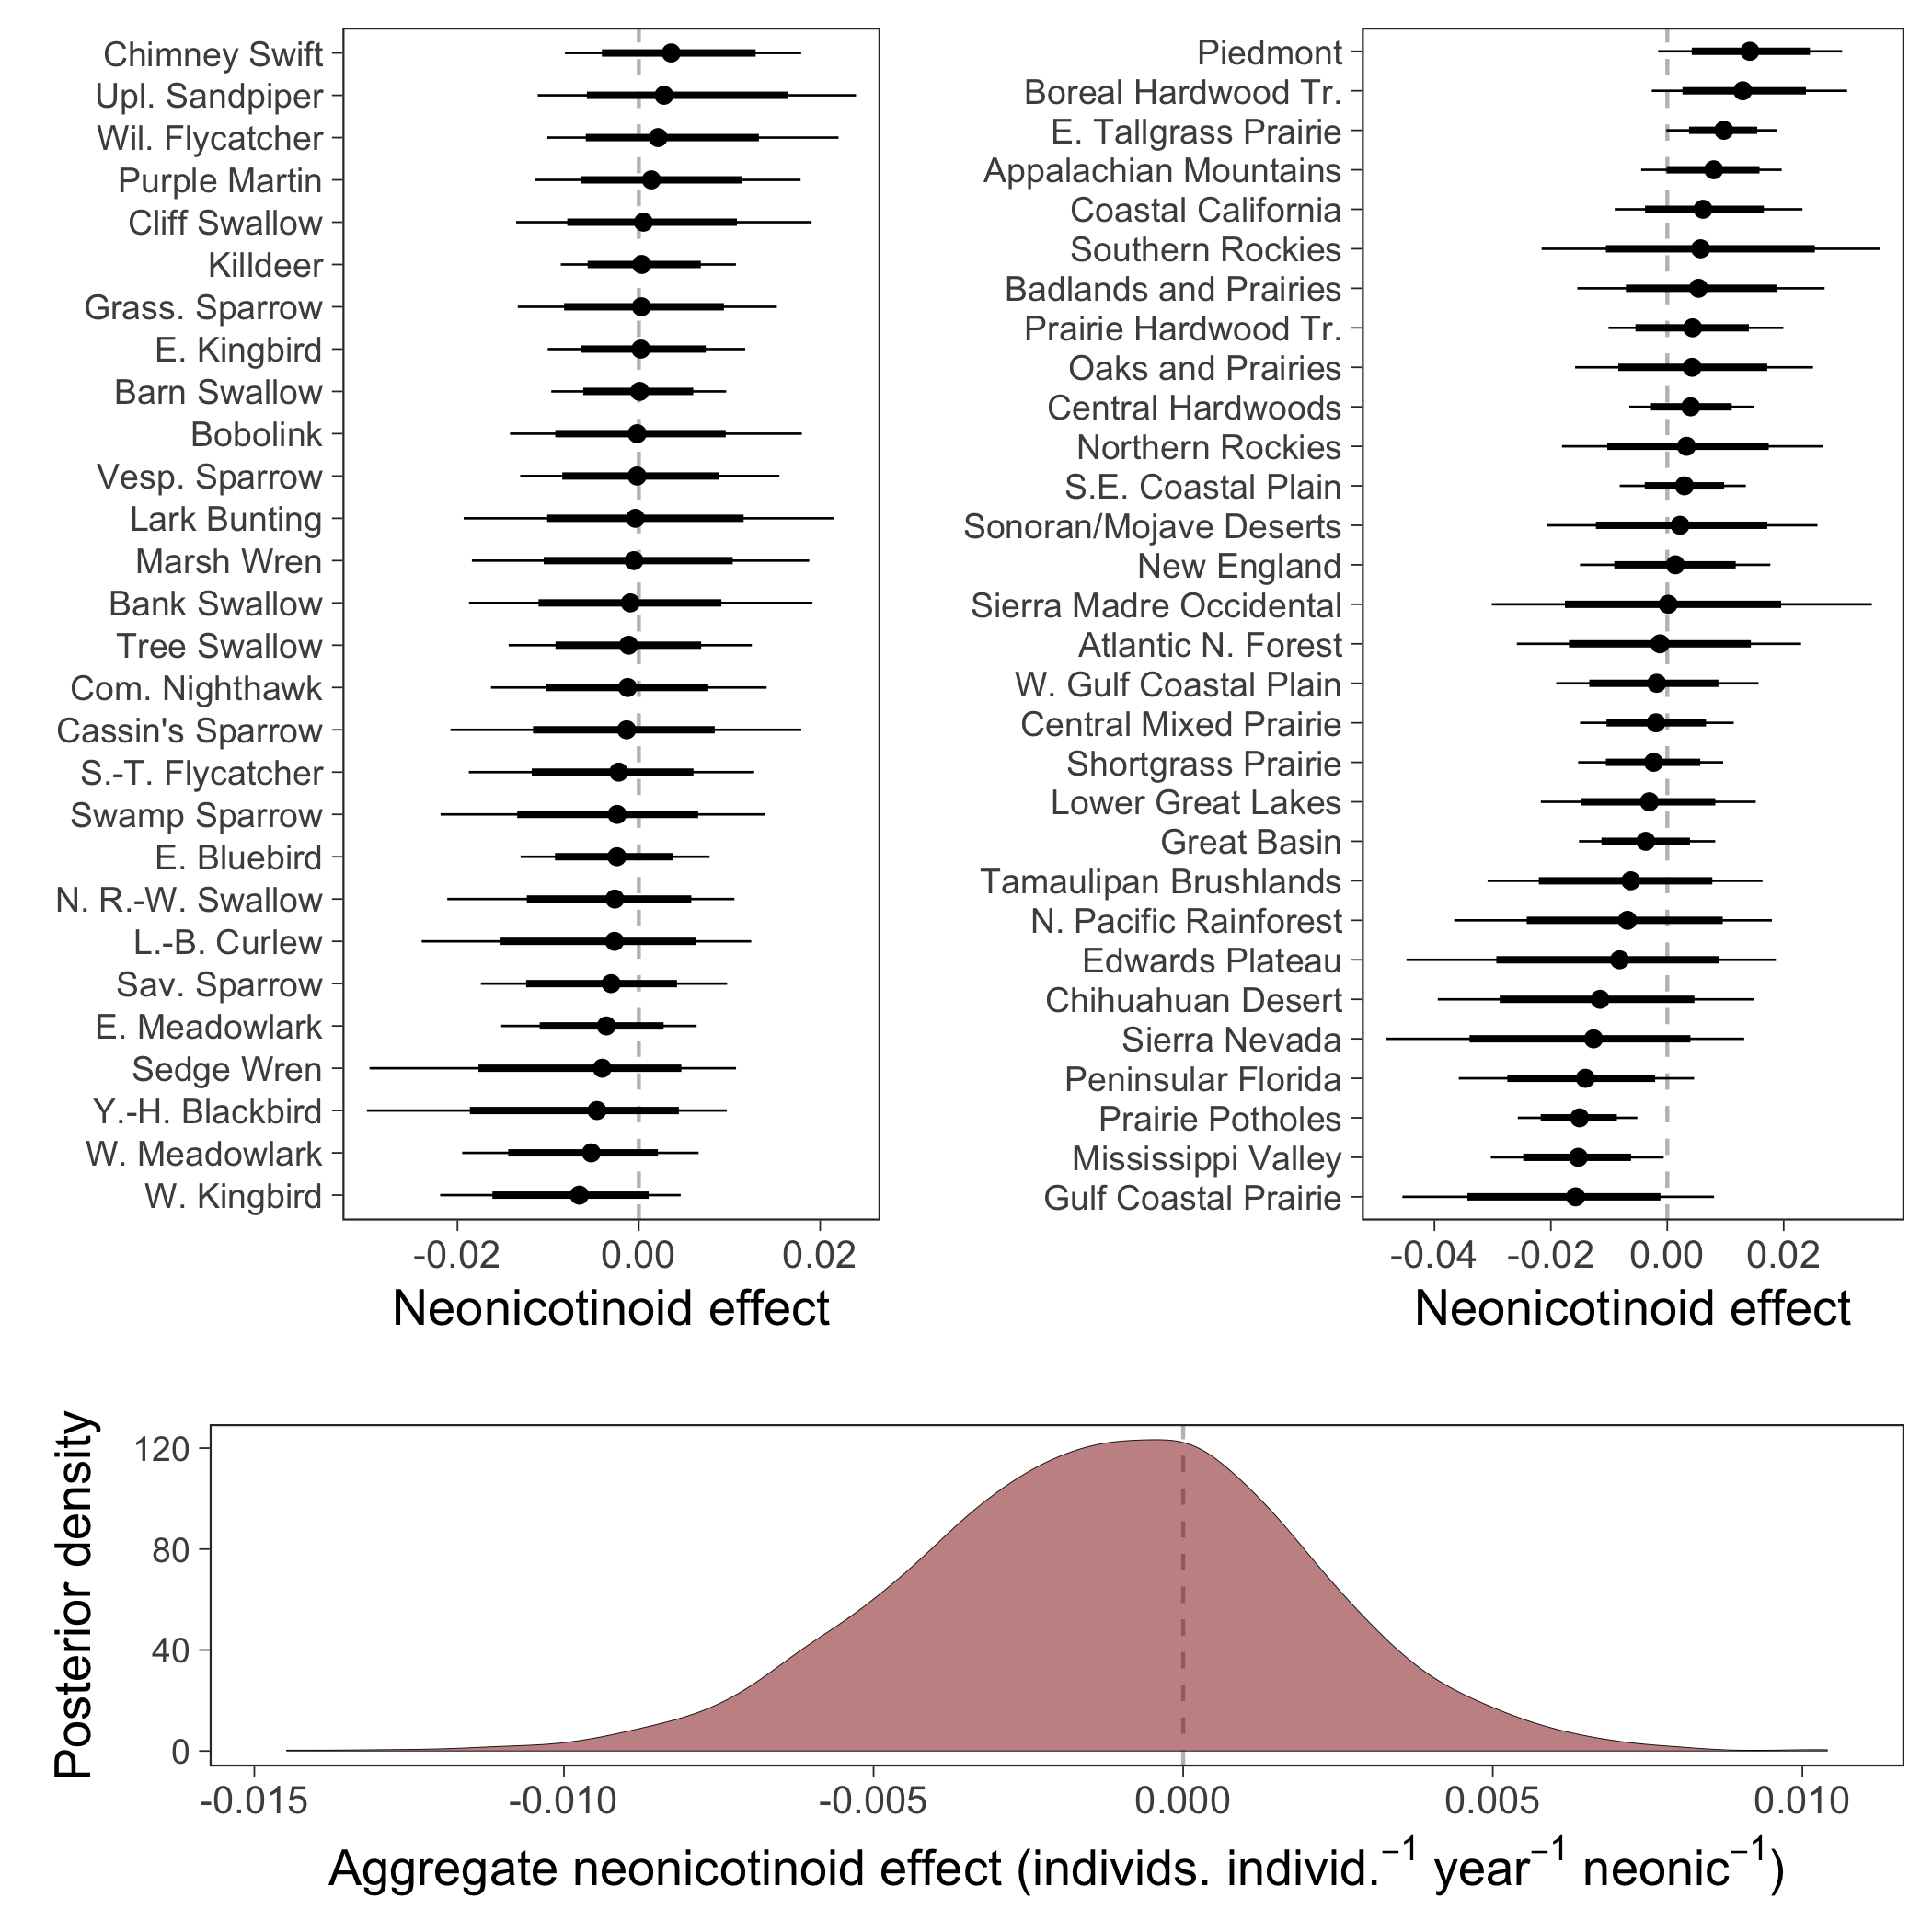 Chimney Swift
Upl. Sandpiper
Wil. Flycatcher
Purple Martin
Cliff Swallow
Killdeer
Grass. Sparrow
E. Kingbird
Barn Swallow
Bobolink
Vesp. Sparrow
Lark Bunting
Marsh Wren
Bank Swallow
Tree Swallow
Com. Nighthawk
Cassin's Sparrow
S.-T. Flycatcher
Swamp Sparrow
E. Bluebird
N. R.-W. Swallow
L.-B. Curlew
Sav. Sparrow
E. Meadowlark
Sedge Wren
Y.-H. Blackbird
W. Meadowlark
W. Kingbird
-0.02 0.00 0.02
Neonicotinoid effect
Piedmont
Boreal Hardwood Tr.
E. Tallgrass Prairie
Appalachian Mountains
Coastal California
Southern Rockies
Badlands and Prairies
Prairie Hardwood Tr.
Oaks and Prairies
Central Hardwoods
Northern Rockies
S.E. Coastal Plain
Sonoran/Mojave Deserts
New England
Sierra Madre Occidental
Atlantic N. Forest
W. Gulf Coastal Plain
Central Mixed Prairie
Shortgrass Prairie
Lower Great Lakes
Great Basin
Tamaulipan Brushlands
N. Pacific Rainforest
Edwards Plateau
Chihuahuan Desert
Sierra Nevada
Peninsular Florida
Prairie Potholes
Mississippi Valley
Gulf Coastal Prairie
-0.04 -0.02 0.00 0.02
Neonicotinoid effect
Posterior density
120
80
40
0
-0.015 -0.010 -0.005 0.000 0.005 0.010
Aggregate neonicotinoid effect (individs. individ.⁻¹ year⁻¹ neonic⁻¹)